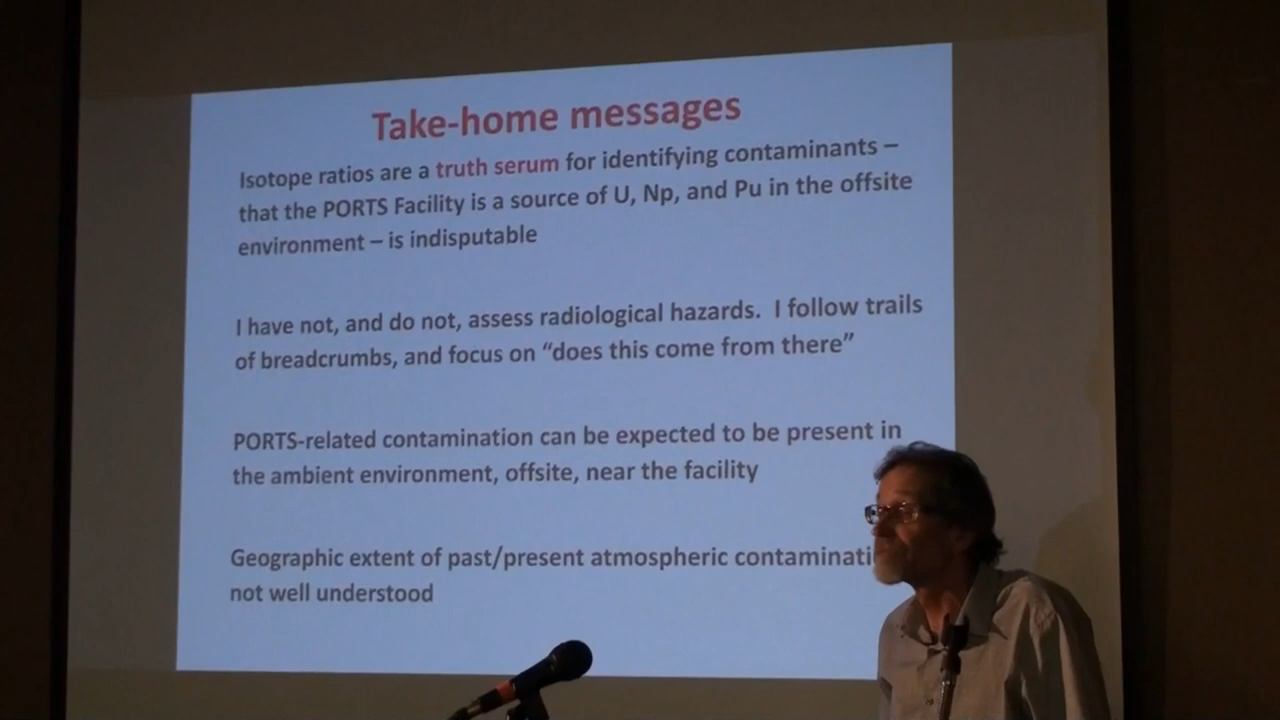 Take-home messages
Isotope ratios are a truth serum for identifying contaminants –
that the PORTS Facility is a source of U, Np, and Pu in the offsite
environment – is indisputable
I have not, and do not, assess radiological hazards. I follow trails
of breadcrumbs, and focus on “does this come from there”
PORTS-related contamination can be expected to be present in
the ambient environment, offsite, near the facility
Geographic extent of past/present atmospheric
not well understood